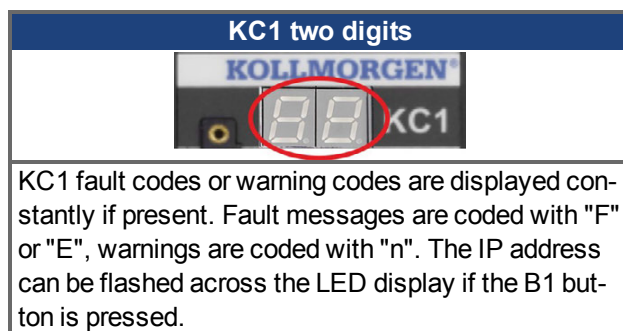 KC1 two digits
KOLLMORGEN®
KC1
KC1 fault codes or warning codes are displayed con-
stantly if present. Fault messages are coded with "F"
or "E", warnings are coded with "n". The IP address
can be flashed across the LED display if the B1 but-
ton is pressed.